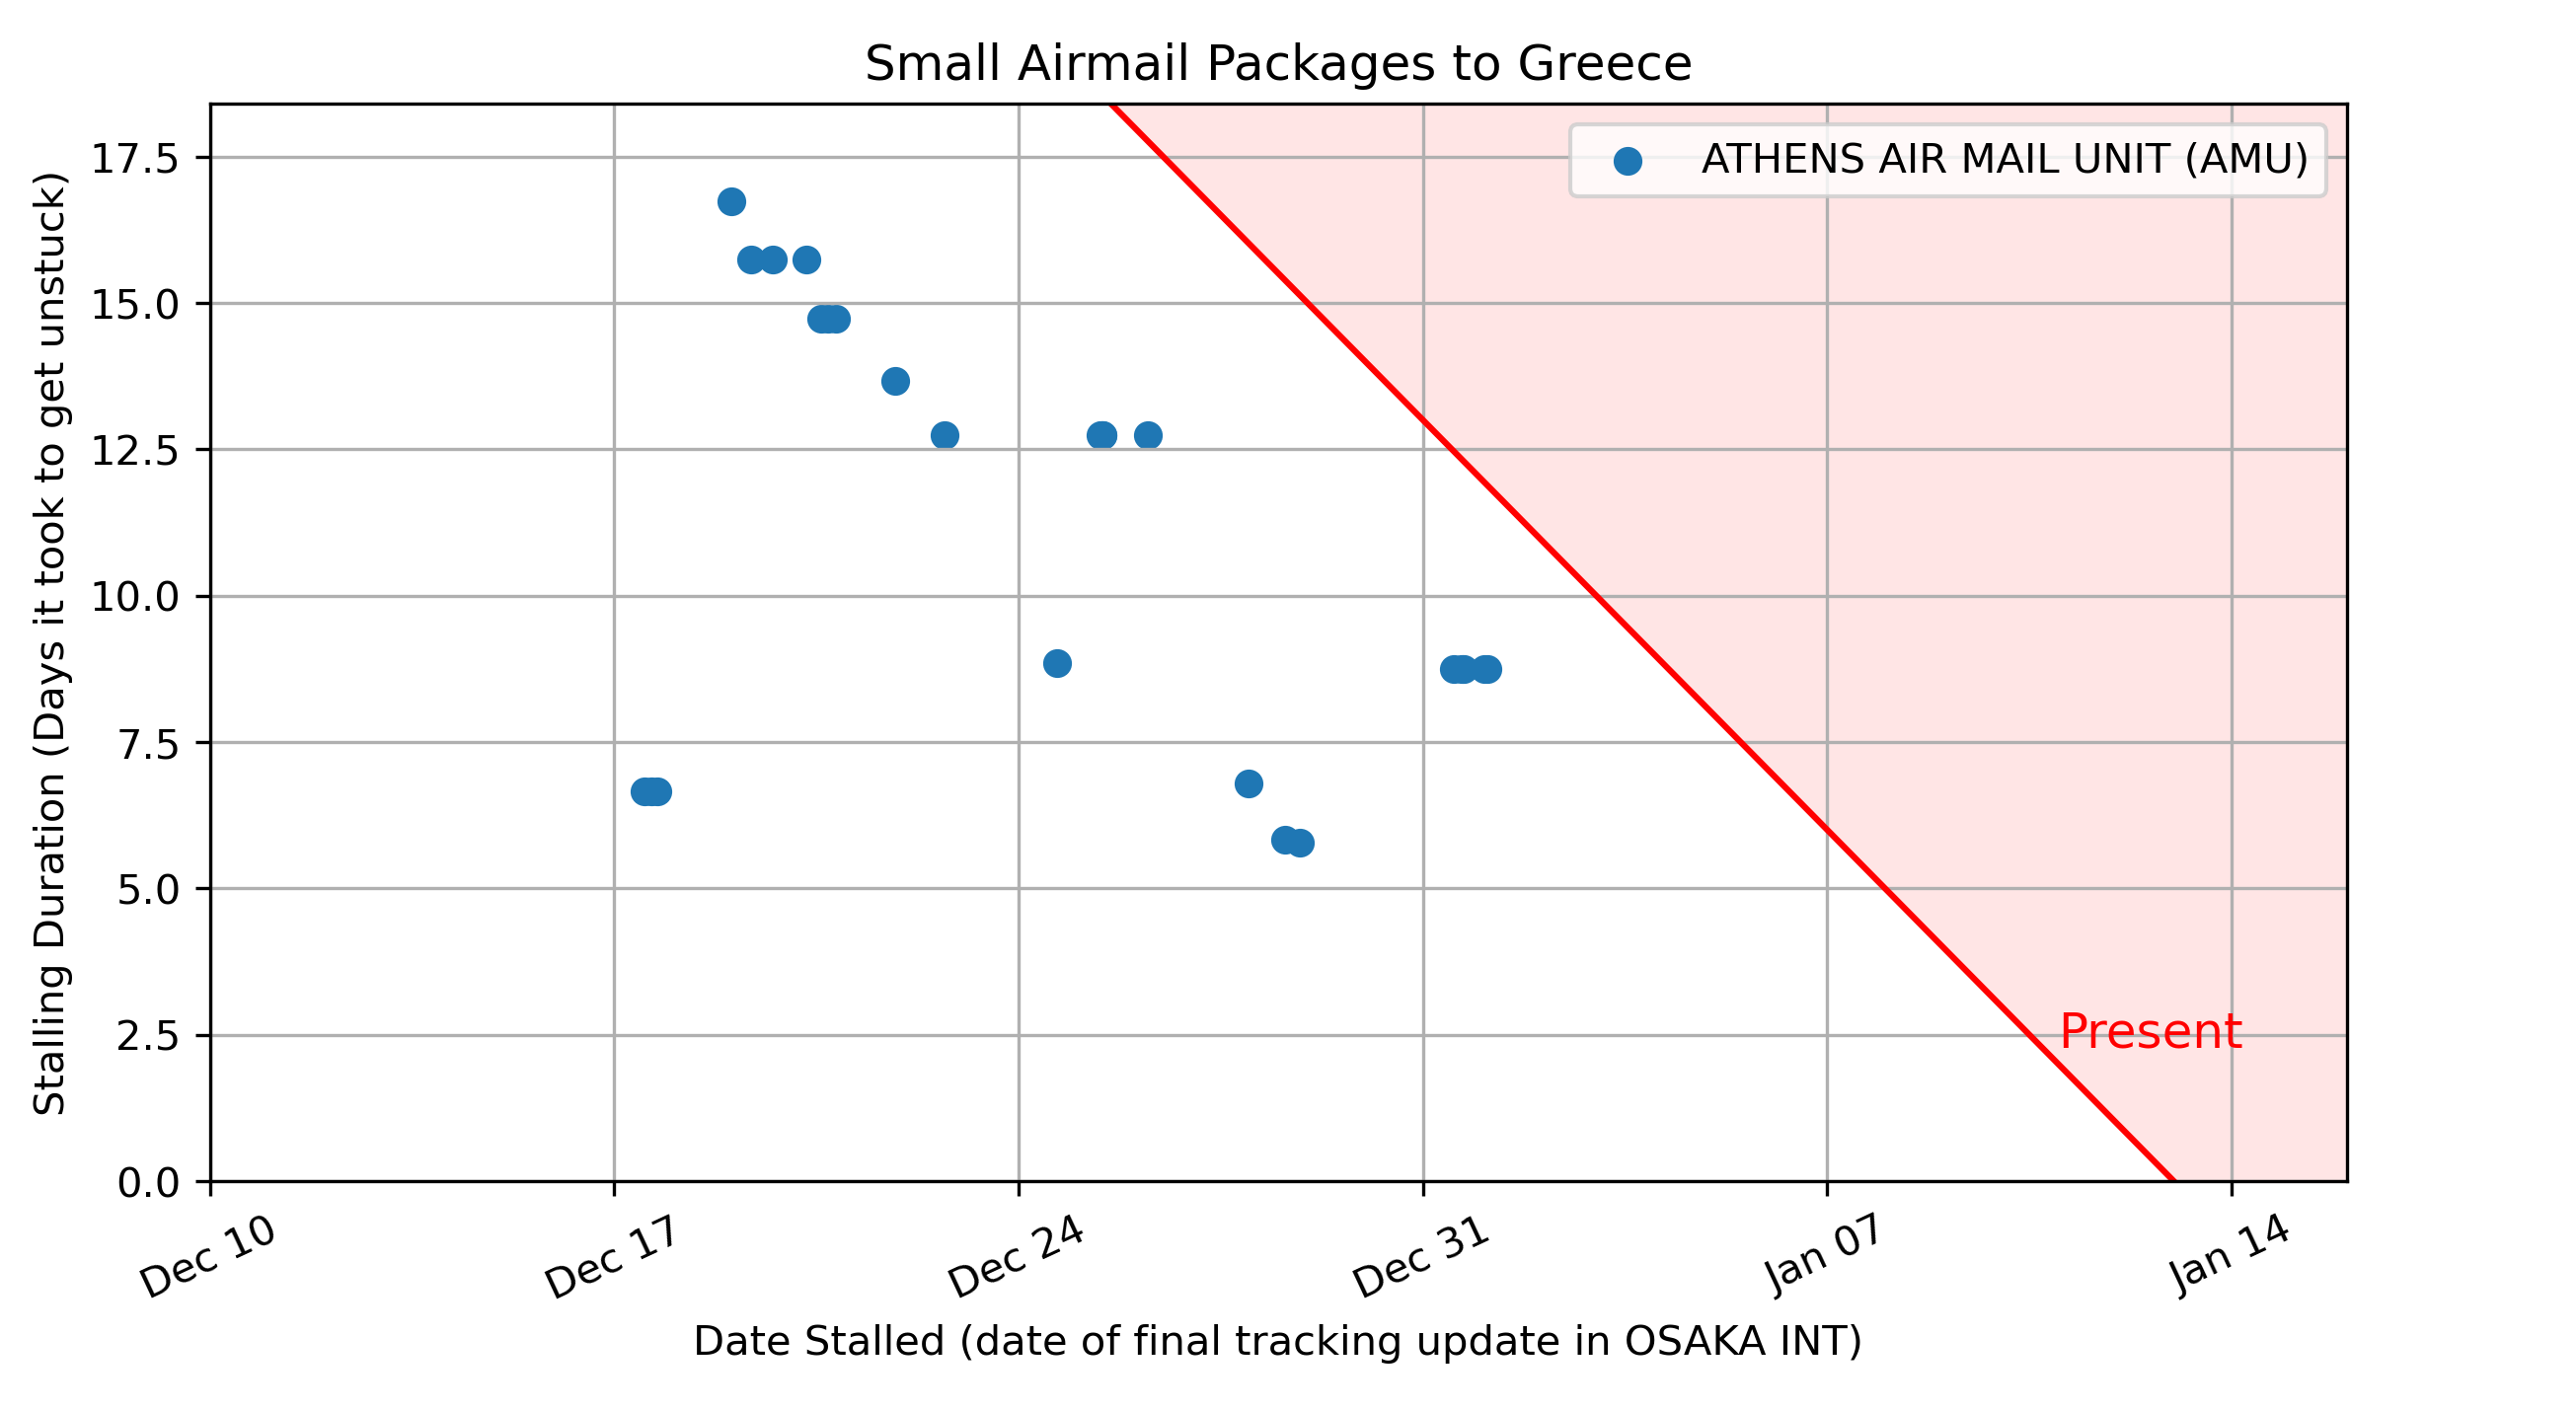 Small Airmail Packages to Greece
ATHENS AIR MAIL UNIT (AMU)
Stalling Duration (Days it took to get unstuck)
17.5
15.0
12.5
10.0
7.5
5.0
2.5
0.0
Present
Dec 10
Dec 17
Dec 24
Dec 31
Jan 07
Jan 14
Date Stalled (date of final tracking update in OSAKA INT)